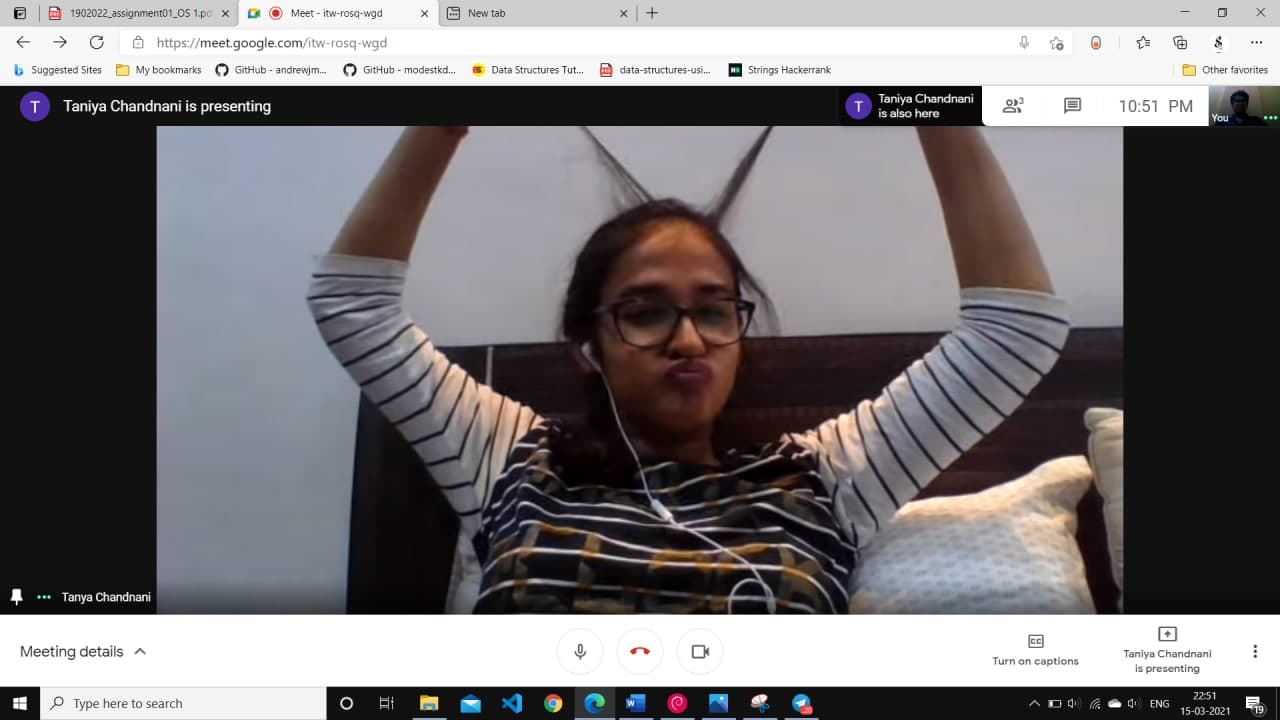 1902022_assignment01_OS 1.pdf
Meet - itw-rosq-wgd
New tab
https://meet.google.com/itw-rosq-wgd
Suggested Sites
My bookmarks
GitHub - andrewjm...
GitHub - modestkd...
Data Structures Tut...
data-structures-usi...
Strings Hackerrank
Other favorites
T
Taniya Chandnani is presenting
T
Taniya Chandnani
is also here
3
10:51 PM
You
Tanya Chandnani
Meeting details
CC
Turn on captions
Taniya Chandnani
is presenting
Type here to search
ENG
22:51
15-03-2021
19